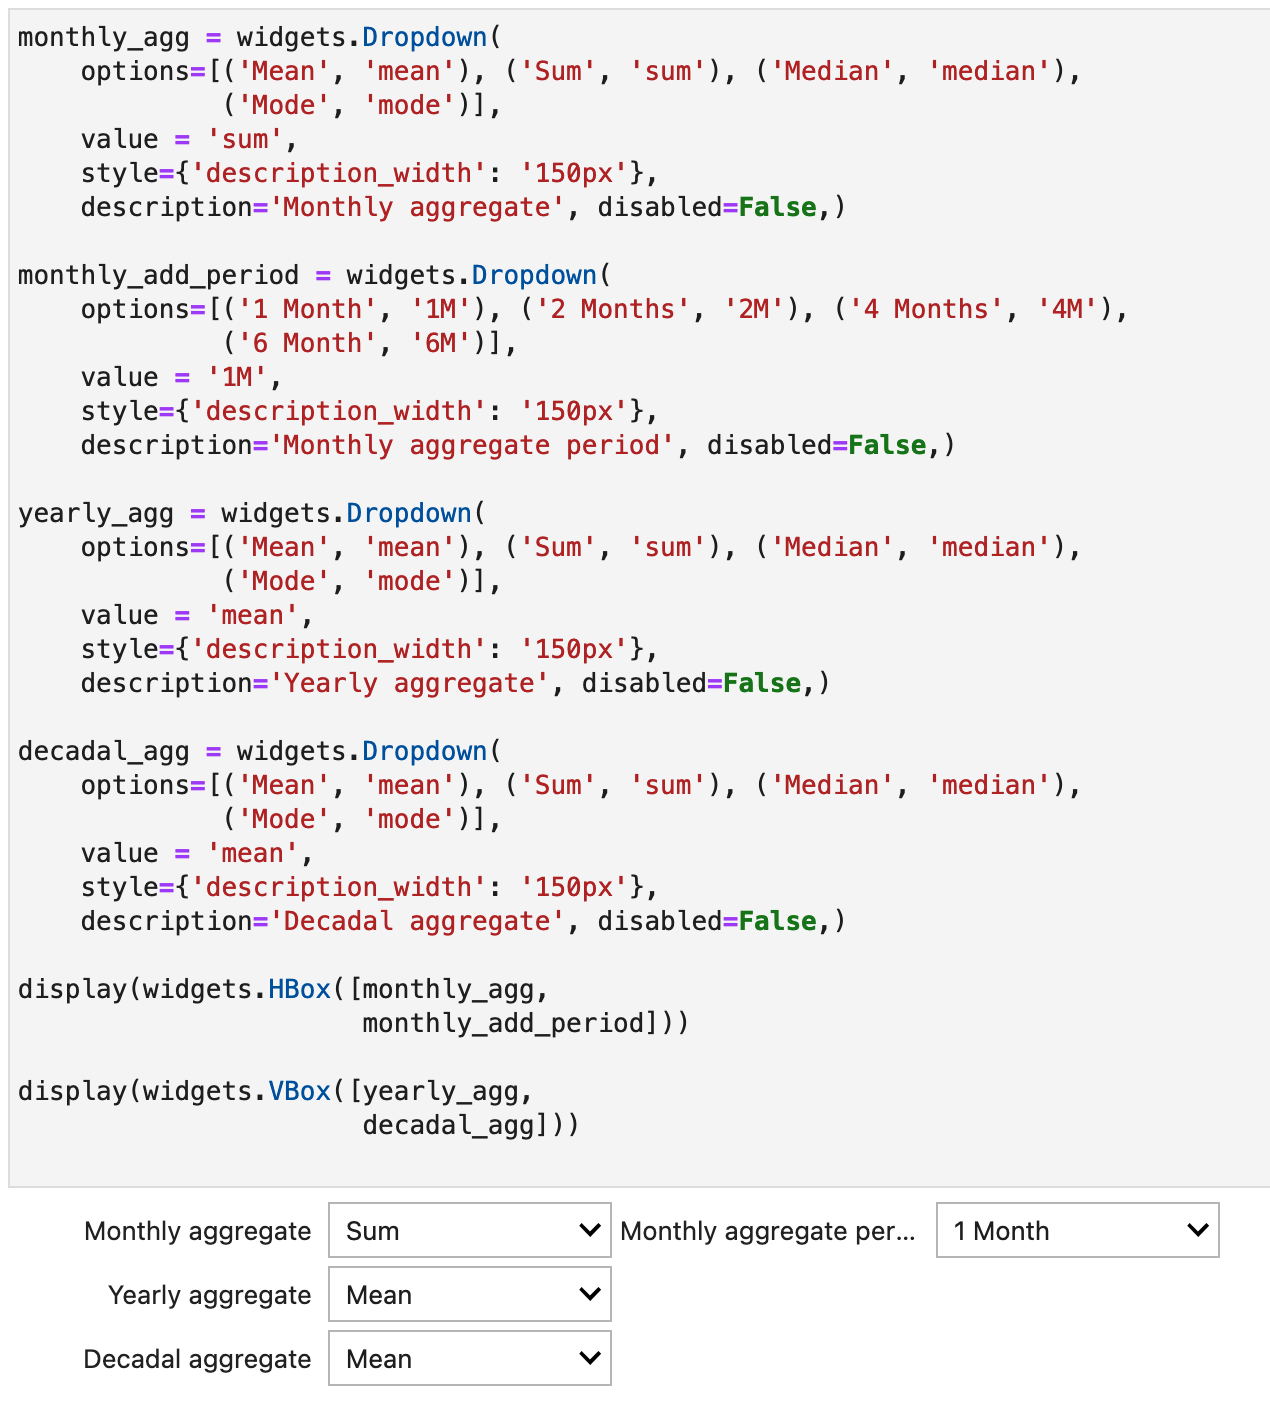 monthly_agg = widgets.Dropdown(
    options=[('Mean', 'mean'), ('Sum', 'sum'), ('Median', 'median'),
             ('Mode', 'mode')],
    value = 'sum',
    style={'description_width': '150px'},
    description='Monthly aggregate', disabled=False,)

monthly_add_period = widgets.Dropdown(
    options=[('1 Month', '1M'), ('2 Months', '2M'), ('4 Months', '4M'),
             ('6 Month', '6M')],
    value = '1M',
    style={'description_width': '150px'},
    description='Monthly aggregate period', disabled=False,)

yearly_agg = widgets.Dropdown(
    options=[('Mean', 'mean'), ('Sum', 'sum'), ('Median', 'median'),
             ('Mode', 'mode')],
    value = 'mean',
    style={'description_width': '150px'},
    description='Yearly aggregate', disabled=False,)

decadal_agg = widgets.Dropdown(
    options=[('Mean', 'mean'), ('Sum', 'sum'), ('Median', 'median'),
             ('Mode', 'mode')],
    value = 'mean',
    style={'description_width': '150px'},
    description='Decadal aggregate', disabled=False,)

display(widgets.HBox([monthly_agg,
                      monthly_add_period]))

display(widgets.VBox([yearly_agg,
                      decadal_agg]))

Monthly aggregate Sum Monthly aggregate per... 1 Month
Yearly aggregate Mean
Decadal aggregate Mean